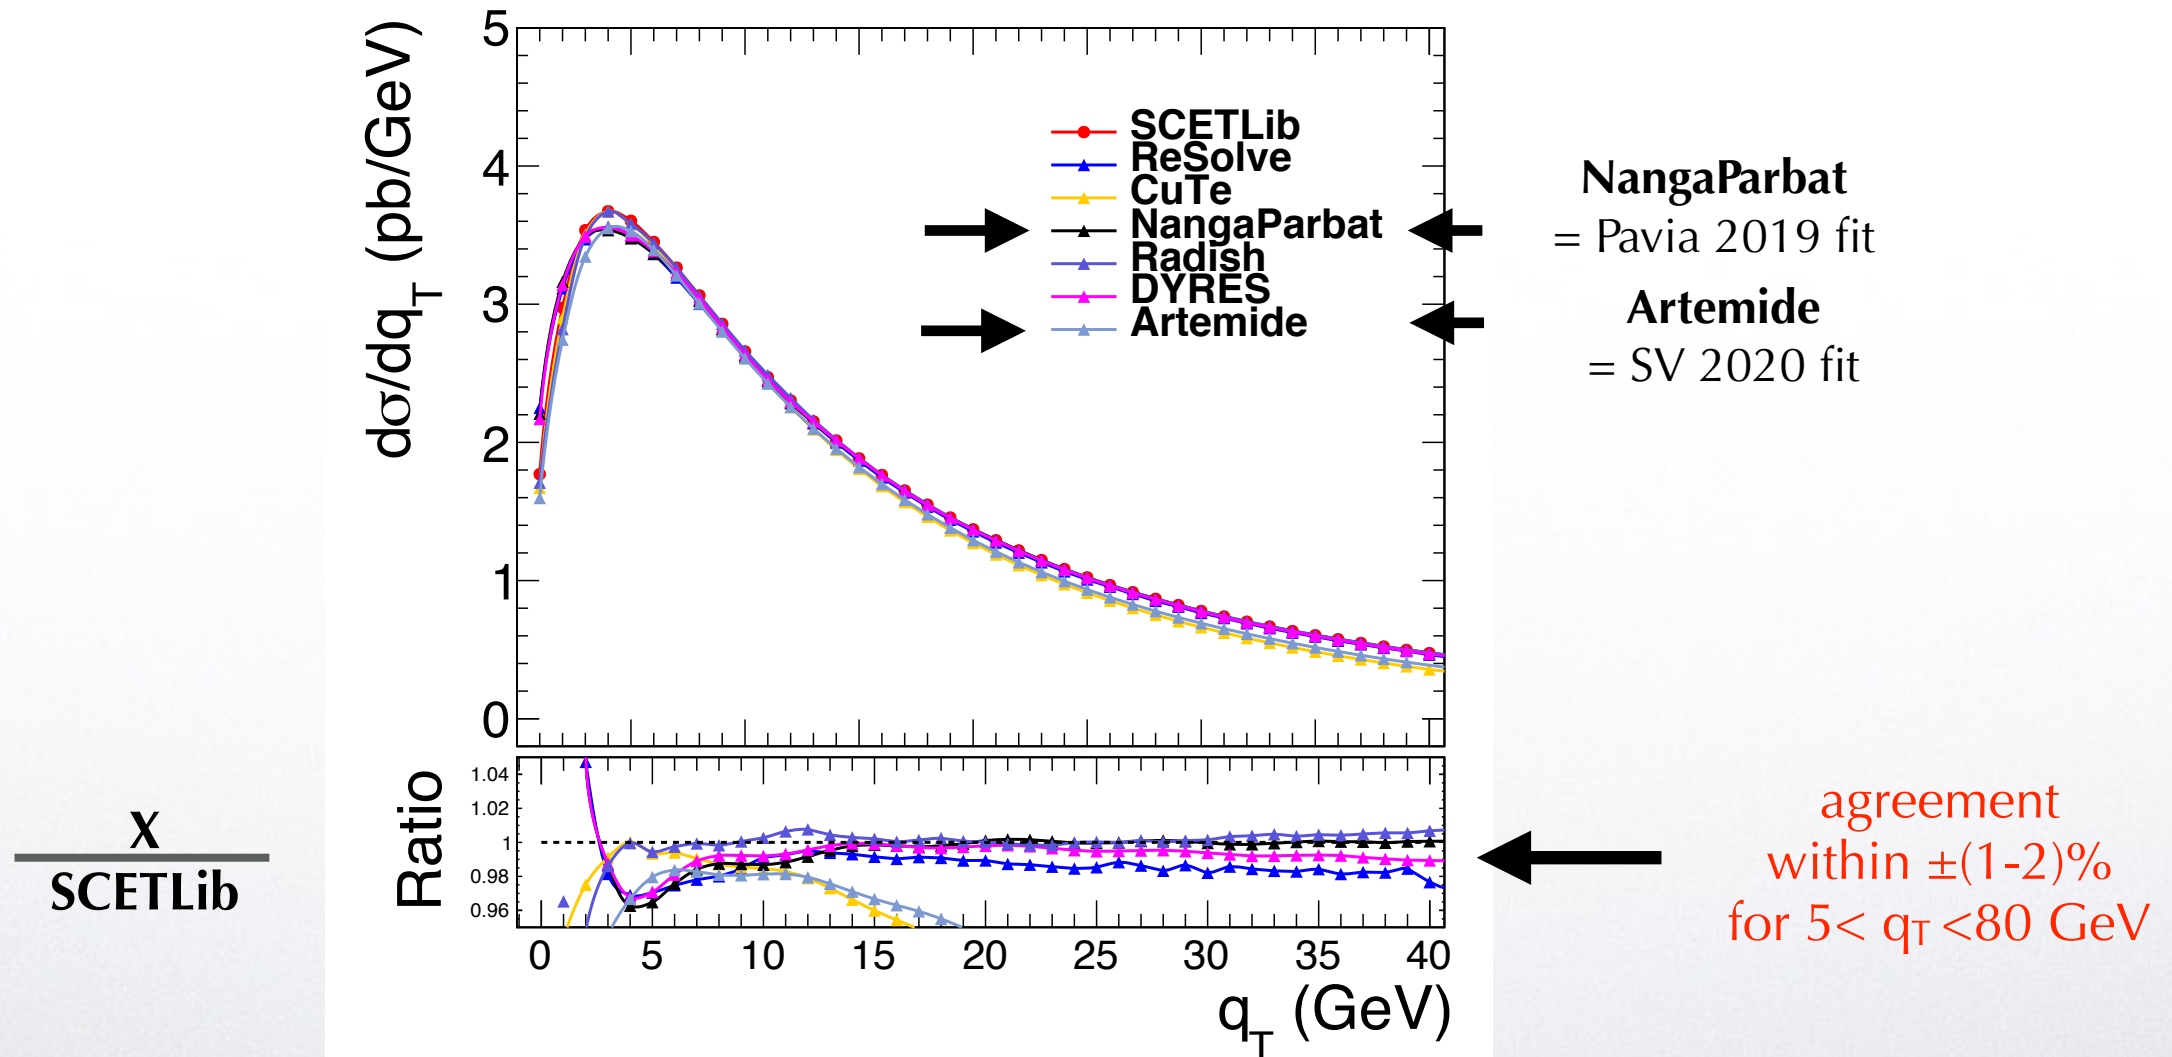 5
4
3
2
1
0
dσ/dq_T (pb/GeV)
SCETLib
ReSolve
CuTe
NangaParbat
Radish
DYRES
Artemide
NangaParbat
= Pavia 2019 fit
Artemide
= SV 2020 fit
X
SCETLib
Ratio
1.04
1.02
1
0.98
0.96
0 5 10 15 20 25 30 35 40
q_T (GeV)
agreement
within ±(1-2)%
for 5< q_T <80 GeV